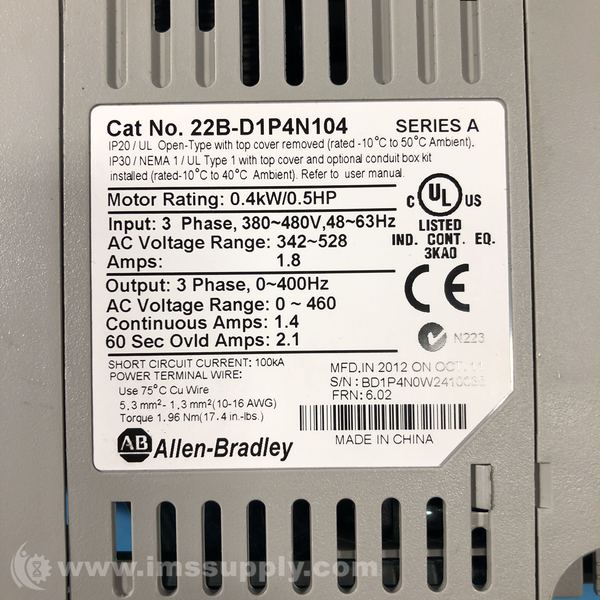 Cat No. 22B-D1P4N104 SERIES A
IP20 / UL Open-Type with top cover removed (rated -10°C to 50°C Ambient).
IP30 / NEMA 1 / UL Type 1 with top cover and optional conduit box kit
installed (rated-10°C to 40°C Ambient). Refer to user manual.
Motor Rating: 0.4kW/0.5HP
Input: 3 Phase, 380~480V,48~63Hz
AC Voltage Range: 342~528
Amps: 1.8
Output: 3 Phase, 0~400Hz
AC Voltage Range: 0 ~ 460
Continuous Amps: 1.4
60 Sec Ovld Amps: 2.1
C UL US
LISTED
IND. CONT. EQ.
3KA0
CE
N223
SHORT CIRCUIT CURRENT: 100kA
POWER TERMINAL WIRE:
Use 75°C Cu Wire
5,3 mm² - 1,3 mm²(10-16 AWG)
Torque 1.96 Nm(17.4 in.-lbs.)
MFD.IN 2012 ON OCT.
S/N:
FRN: 6.02
MADE IN CHINA
AB Allen-Bradley
© www.imssupply.com